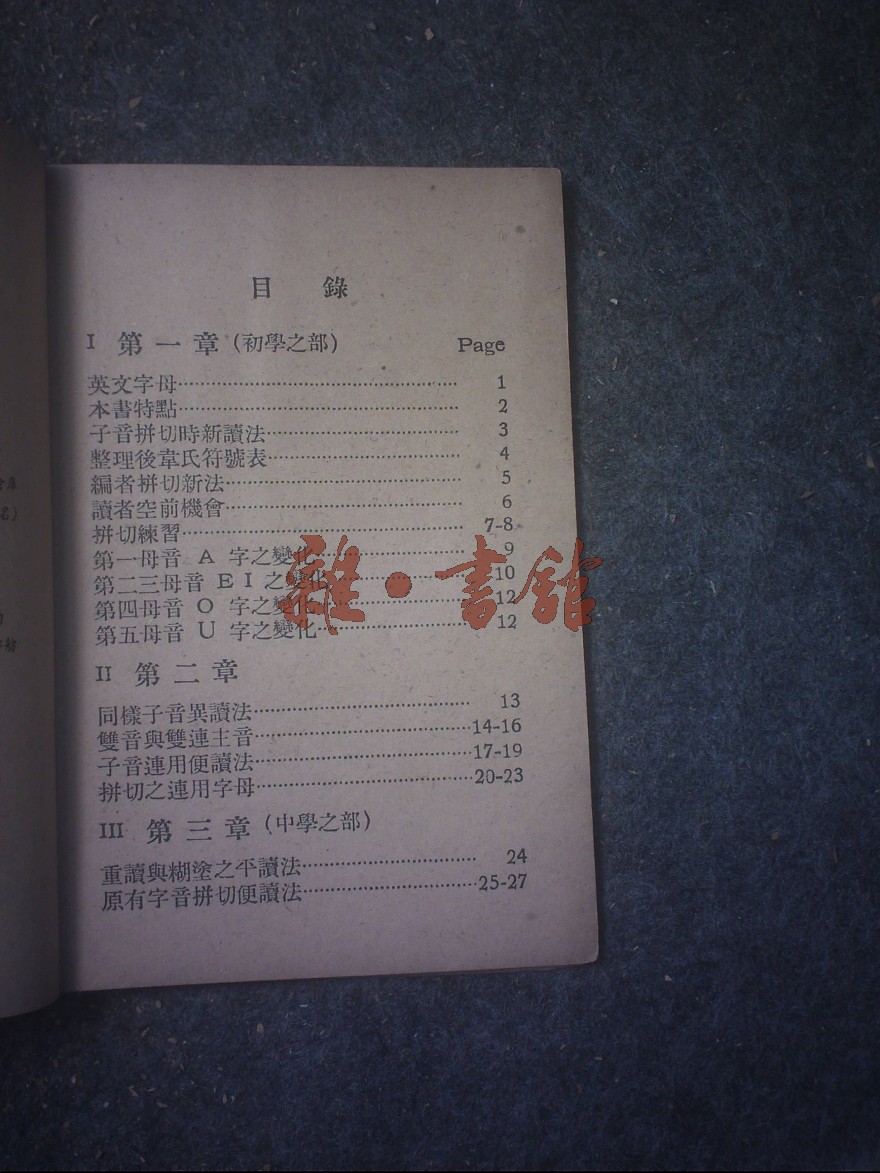 目錄
I 第一章 (初學之部) Page
英文字母 1
本書特點 2
子音拼切時新讀法 3
整理後韋氏符號表 4
編者拼切新法 5
讀者空前機會 6
拼切練習 7-8
第一母音 A 字之變化 9
第二三母音 E I 之變化 10
第四母音 O 字之變化 12
第五母音 U 字之變化 12
雜·書館
II 第二章
同樣子音異讀法 13
雙音與雙連主音 14-16
子音連用便讀法 17-19
拼切之連用字母 20-23
III 第三章 (中學之部)
重讀與糊塗之平讀法 24
原有字音拼切便讀法 25-27